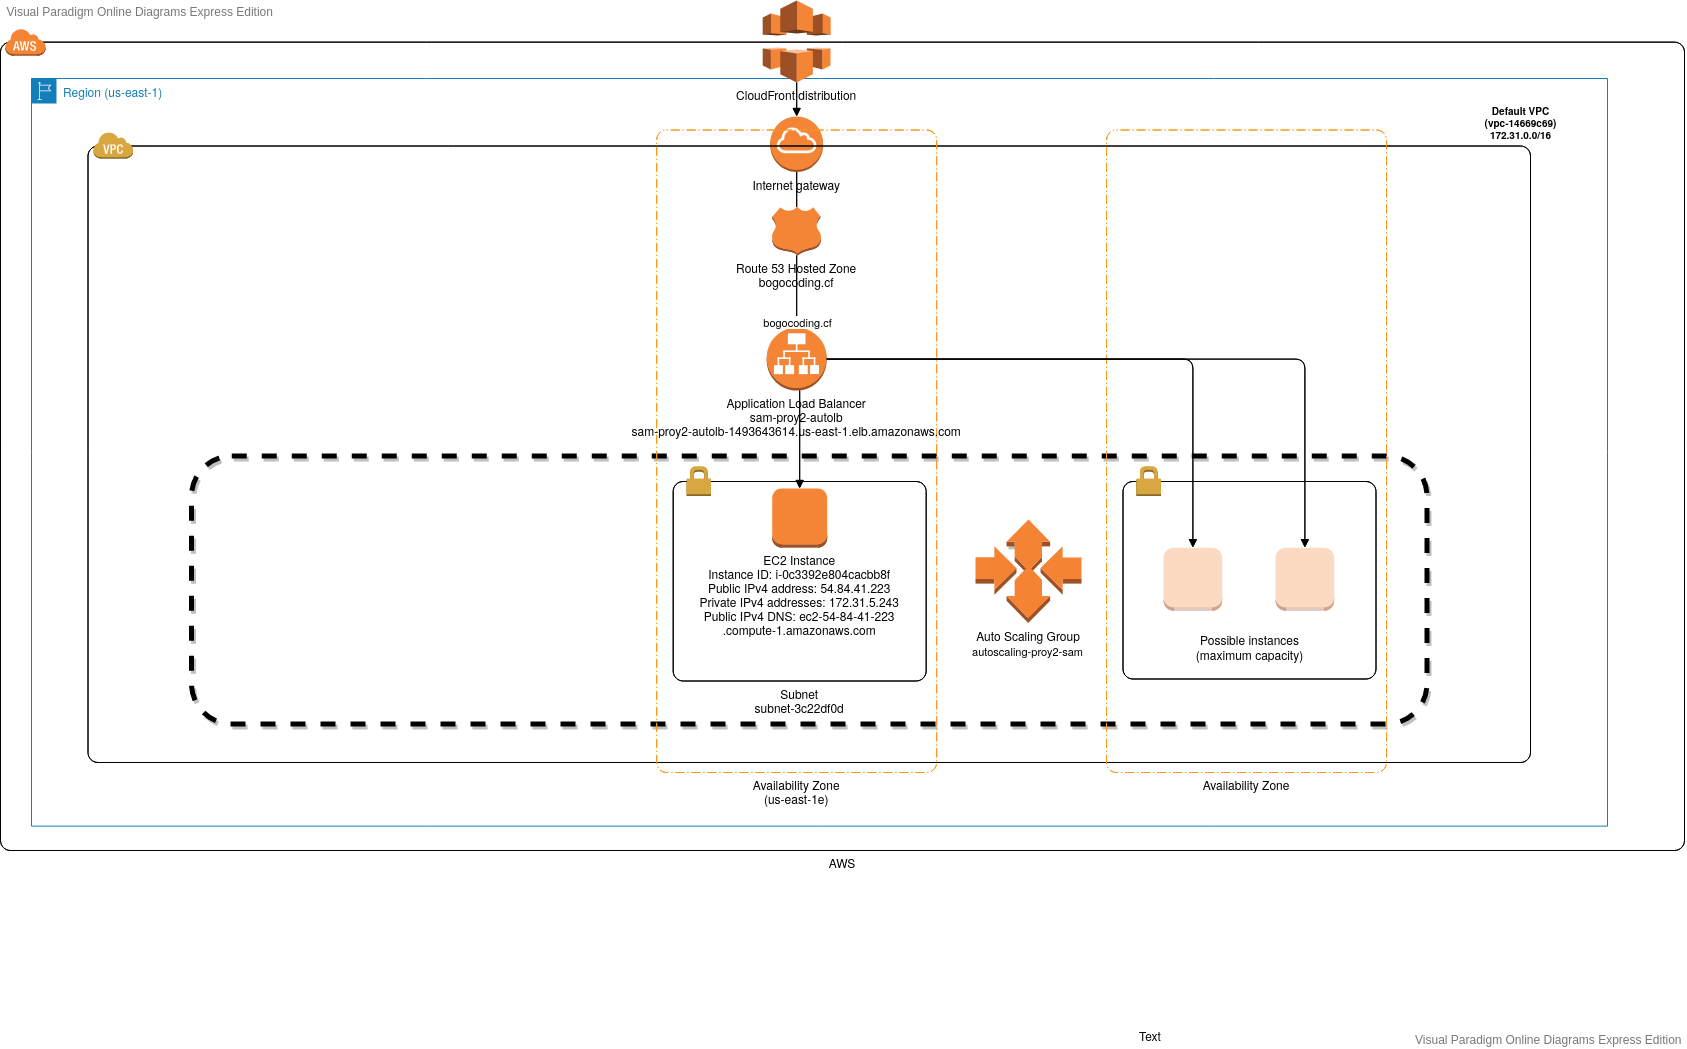 Visual Paradigm Online Diagrams Express Edition
AWS
Region (us-east-1)
CloudFront distribution
Default VPC
(vpc-14669c69)
172.31.0.0/16
VPC
Internet gateway
Route 53 Hosted Zone
bogocoding.cf
bogocoding.cf
Application Load Balancer
sam-proy2-autolb
sam-proy2-autolb-1493643614.us-east-1.elb.amazonaws.com
EC2 Instance
Instance ID: i-0c3392e804cacbb8f
Public IPv4 address: 54.84.41.223
Private IPv4 addresses: 172.31.5.243
Public IPv4 DNS: ec2-54-84-41-223
.compute-1.amazonaws.com
Auto Scaling Group
autoscaling-proy2-sam
Possible instances
(maximum capacity)
Subnet
subnet-3c22df0d
Availability Zone
(us-east-1e)
Availability Zone
AWS
Text
Visual Paradigm Online Diagrams Express Edition